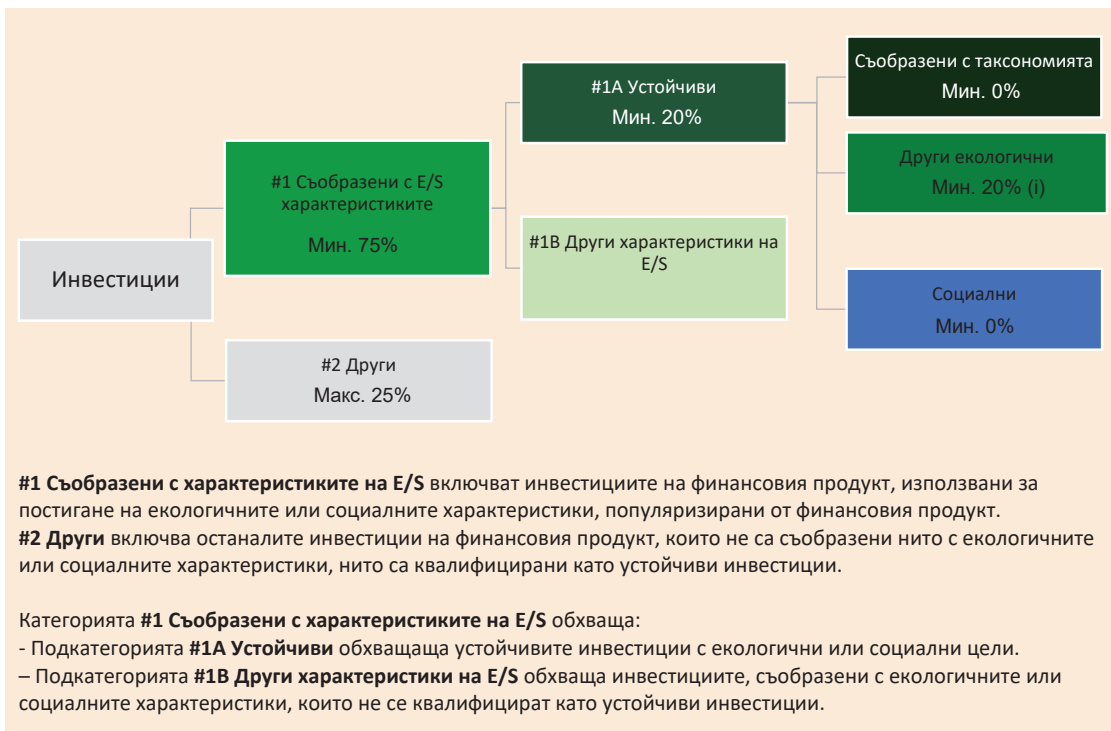 Съобразени с таксономията
Мин. 0%
#1A Устойчиви
Мин. 20%
Други екологични
Мин. 20% (i)
#1 Съобразени с E/S
характеристиките
Мин. 75%
#1B Други характеристики на
E/S
Инвестиции
Социални
Мин. 0%
#2 Други
Макс. 25%
#1 Съобразени с характеристиките на E/S включват инвестициите на финансовия продукт, използвани за
постигане на екологичните или социалните характеристики, популяризирани от финансовия продукт.
#2 Други включва останалите инвестиции на финансовия продукт, които не са съобразени нито с екологичните
или социалните характеристики, нито са квалифицирани като устойчиви инвестиции.
Категорията #1 Съобразени с характеристиките на E/S обхваща:
- Подкатегорията #1A Устойчиви обхващаща устойчивите инвестиции с екологични или социални цели.
– Подкатегорията #1B Други характеристики на E/S обхваща инвестициите, съобразени с екологичните или
социалните характеристики, които не се квалифицират като устойчиви инвестиции.